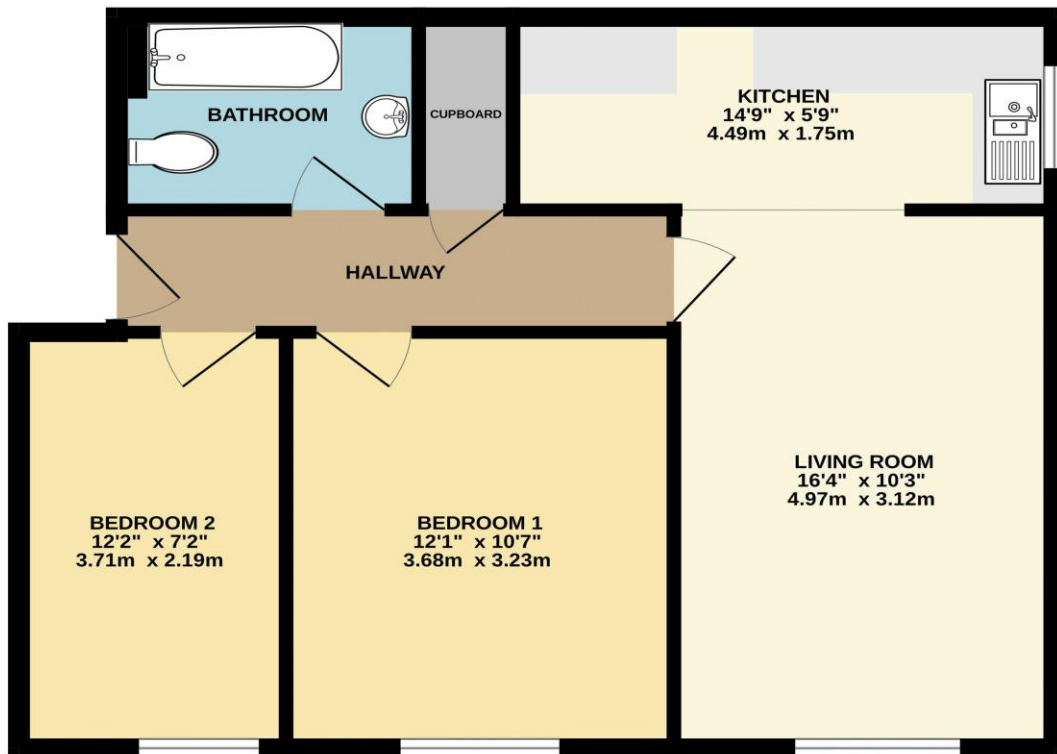 BATHROOM
CUPBOARD
KITCHEN
14'9" x 5'9"
4.49m x 1.75m
HALLWAY
LIVING ROOM
16'4" x 10'3"
4.97m x 3.12m
BEDROOM 2
12'2" x 7'2"
3.71m x 2.19m
BEDROOM 1
12'1" x 10'7"
3.68m x 3.23m